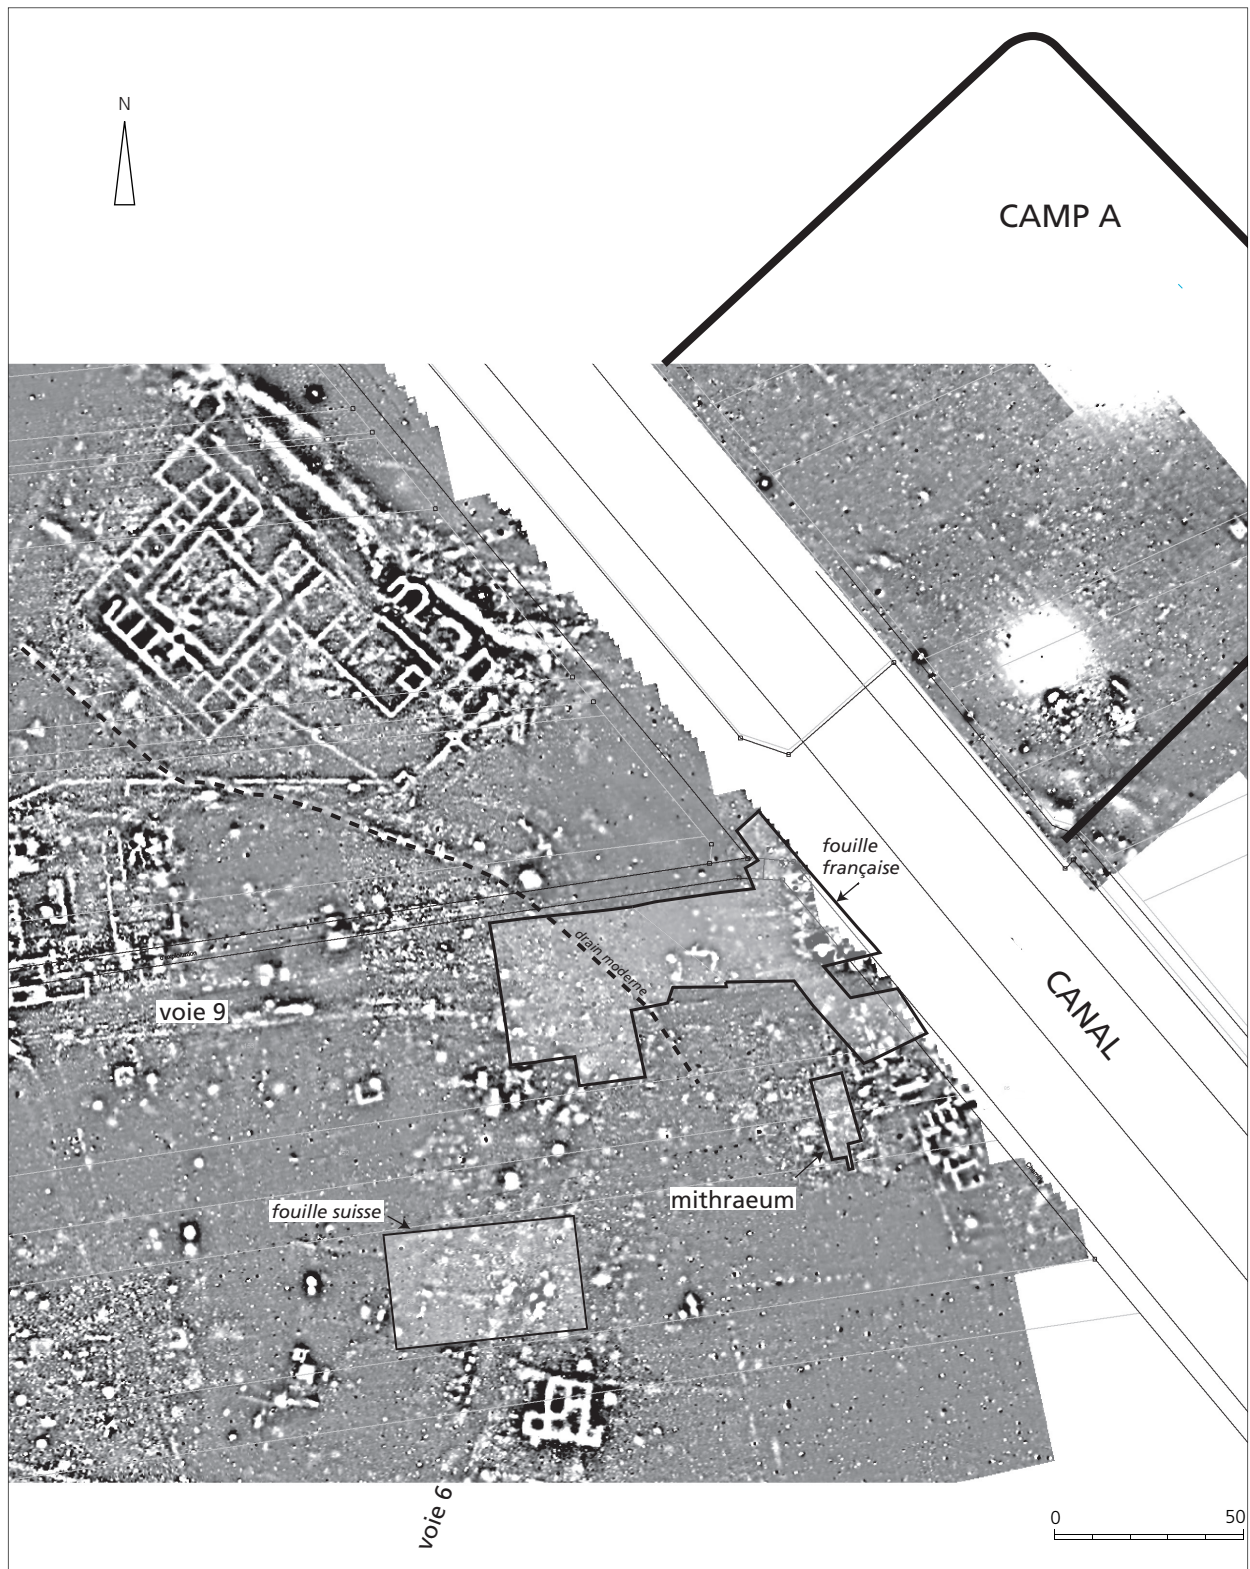 N
CAMP A
fouille
française
drain moderne
CANAL
voie 9
mithraeum
fouille suisse
voie 6
0
50